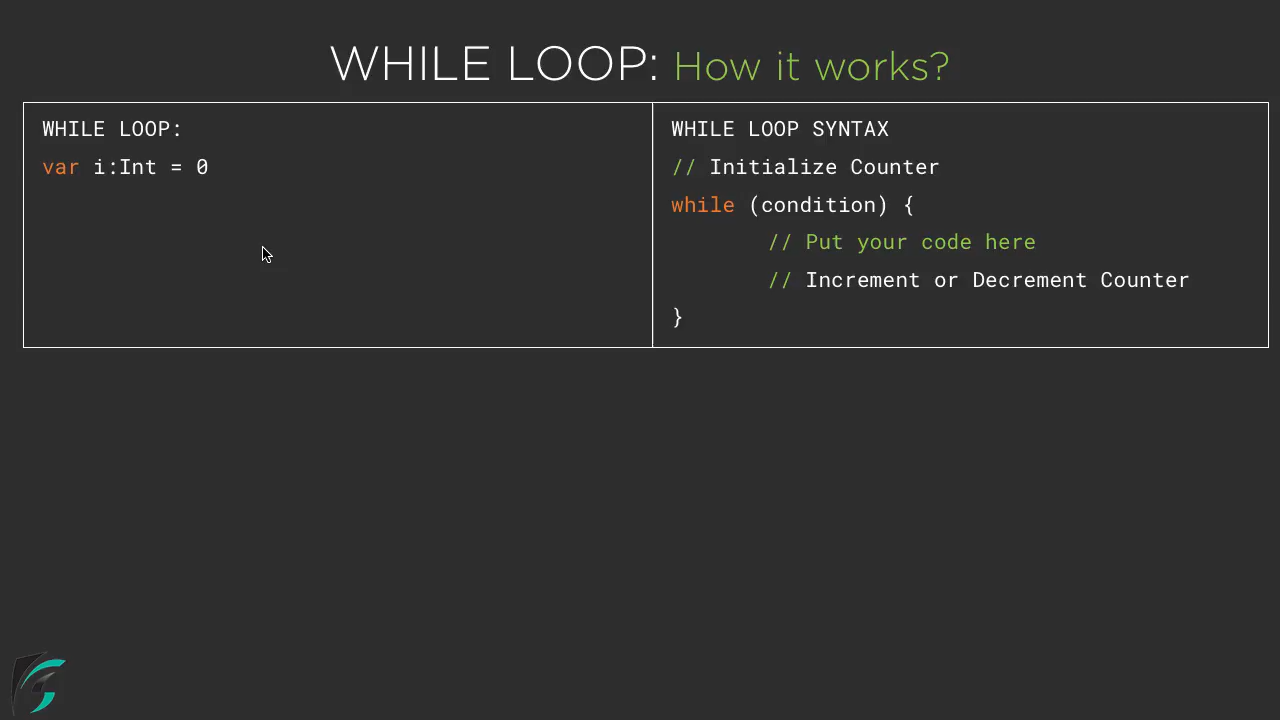 WHILE LOOP: How it works?
WHILE LOOP:
var i:Int = 0
WHILE LOOP SYNTAX
// Initialize Counter
while (condition) {
// Put your code here
// Increment or Decrement Counter
}